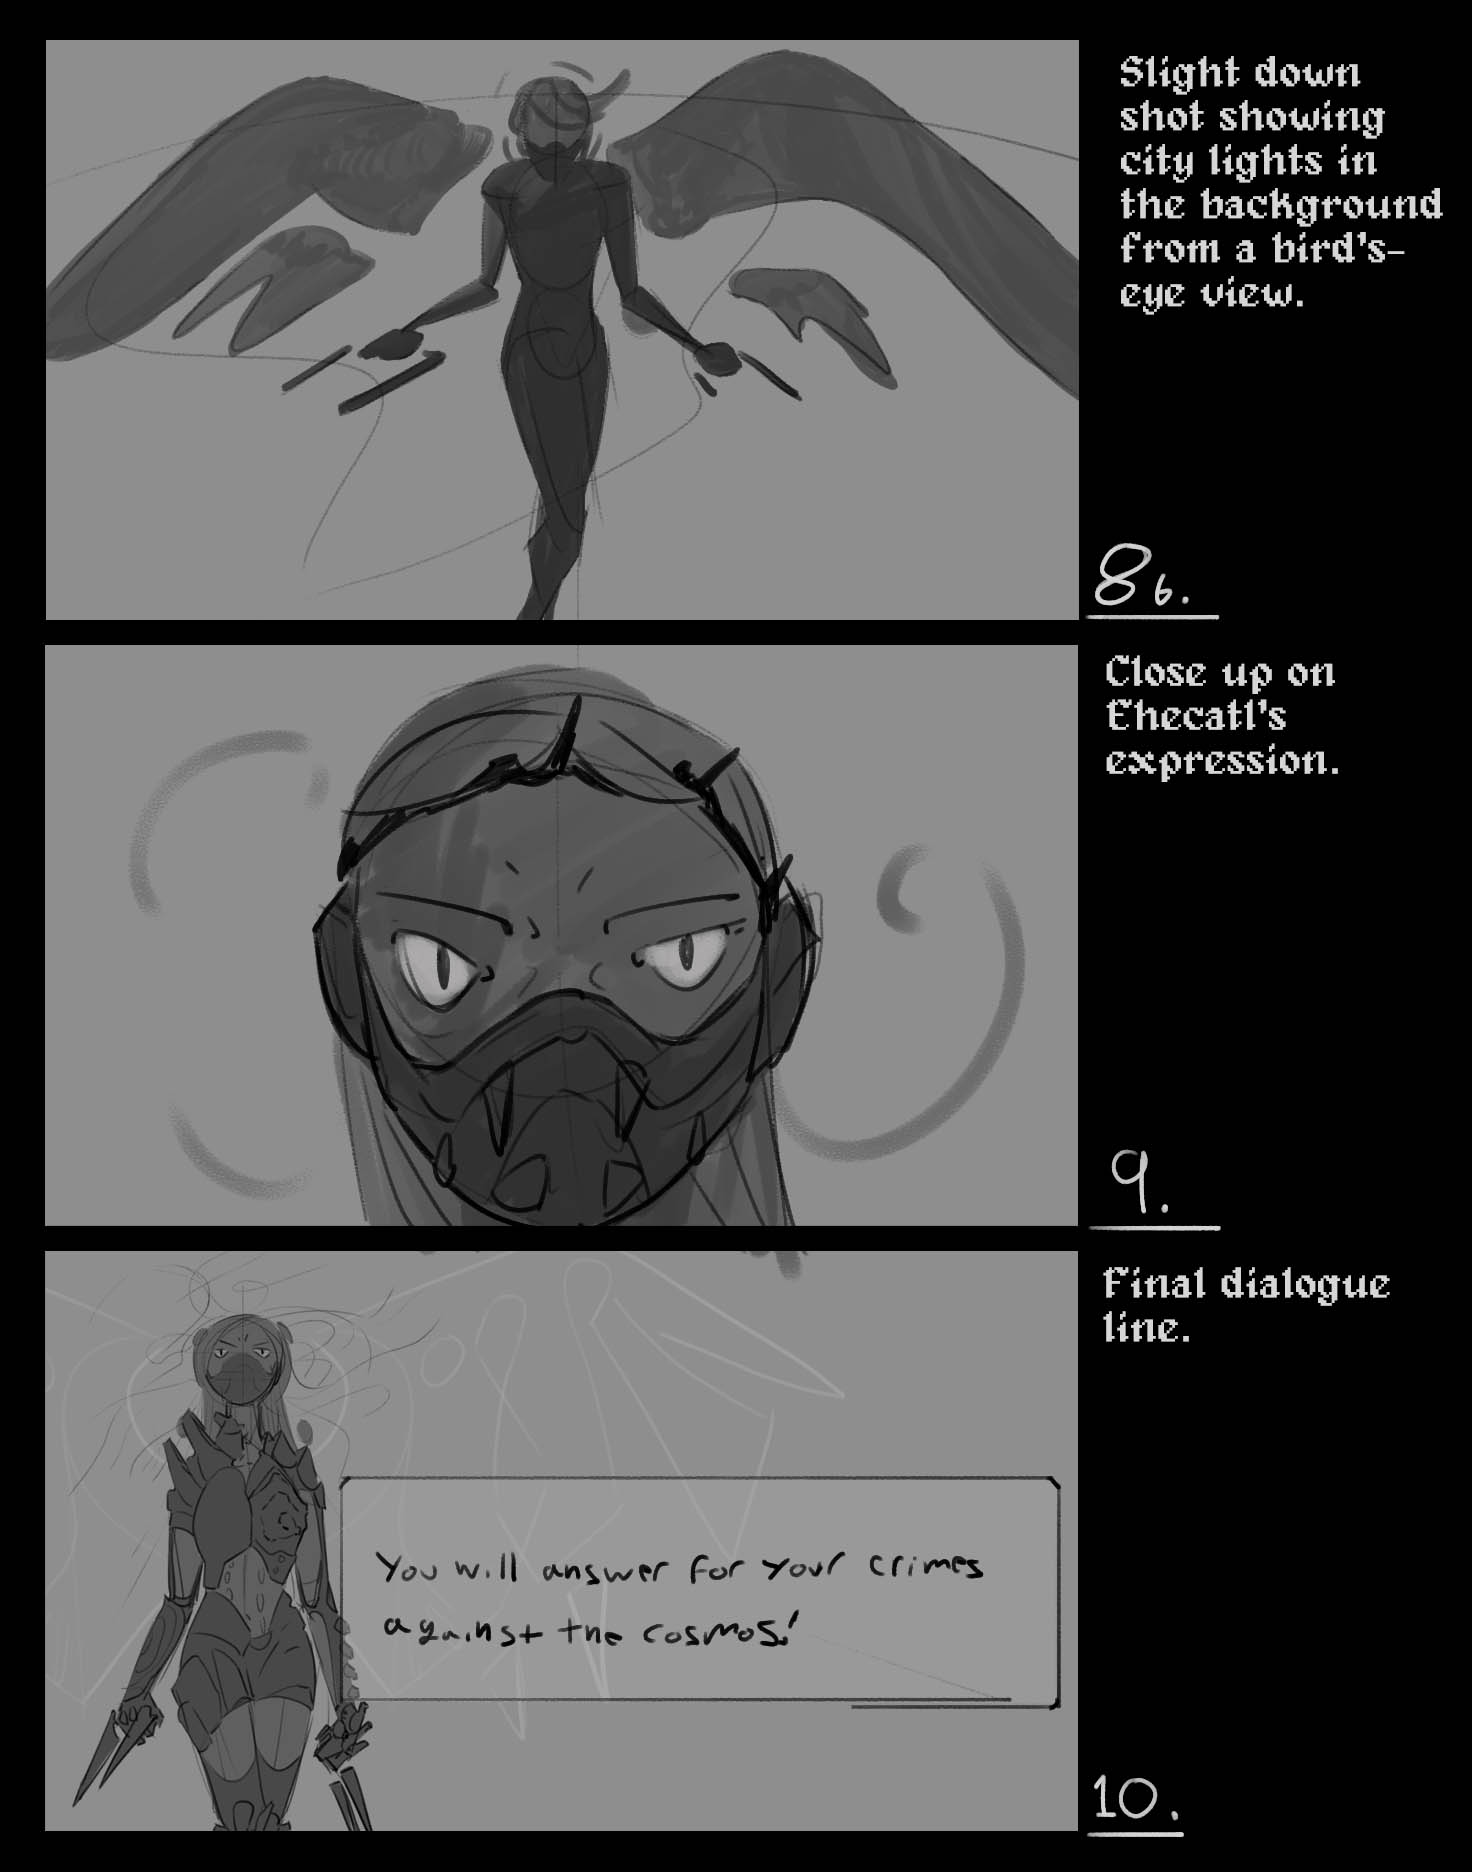 Slight down
shot showing
city lights in
the background
from a bird's-
eye view.
8b.
Close up on
Ehecatl's
expression.
9.
Final dialogue
line.
You will answer for your crimes
against the cosmos!
10.